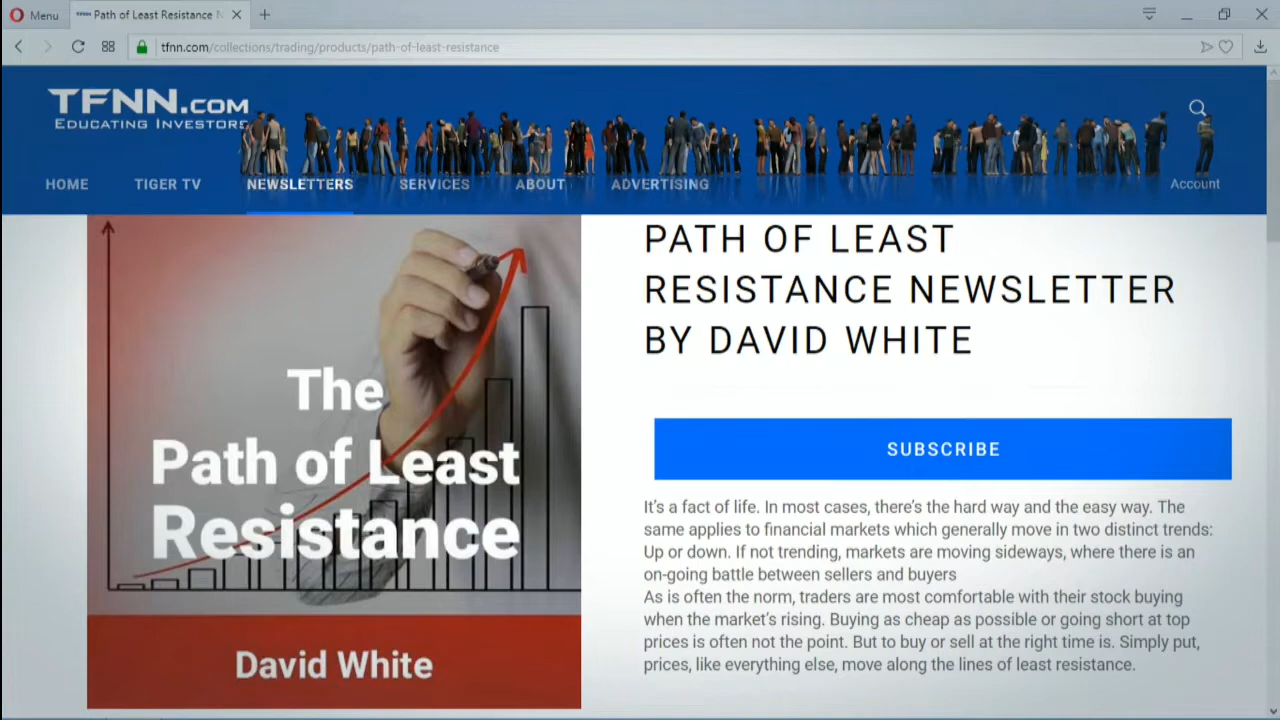 Menu
Path of Least Resistance
tfnn.com/collections/trading/products/path-of-least-resistance
TFNN.COM
EDUCATING INVESTORS
HOME
TIGER TV
NEWSLETTERS
SERVICES
ABOUT
ADVERTISING
Account
The
Path of Least
Resistance
David White
PATH OF LEAST
RESISTANCE NEWSLETTER
BY DAVID WHITE
SUBSCRIBE
It's a fact of life. In most cases, there's the hard way and the easy way. The
same applies to financial markets which generally move in two distinct trends:
Up or down. If not trending, markets are moving sideways, where there is an
on-going battle between sellers and buyers
As is often the norm, traders are most comfortable with their stock buying
when the market's rising. Buying as cheap as possible or going short at top
prices is often not the point. But to buy or sell at the right time is. Simply put,
prices, like everything else, move along the lines of least resistance.